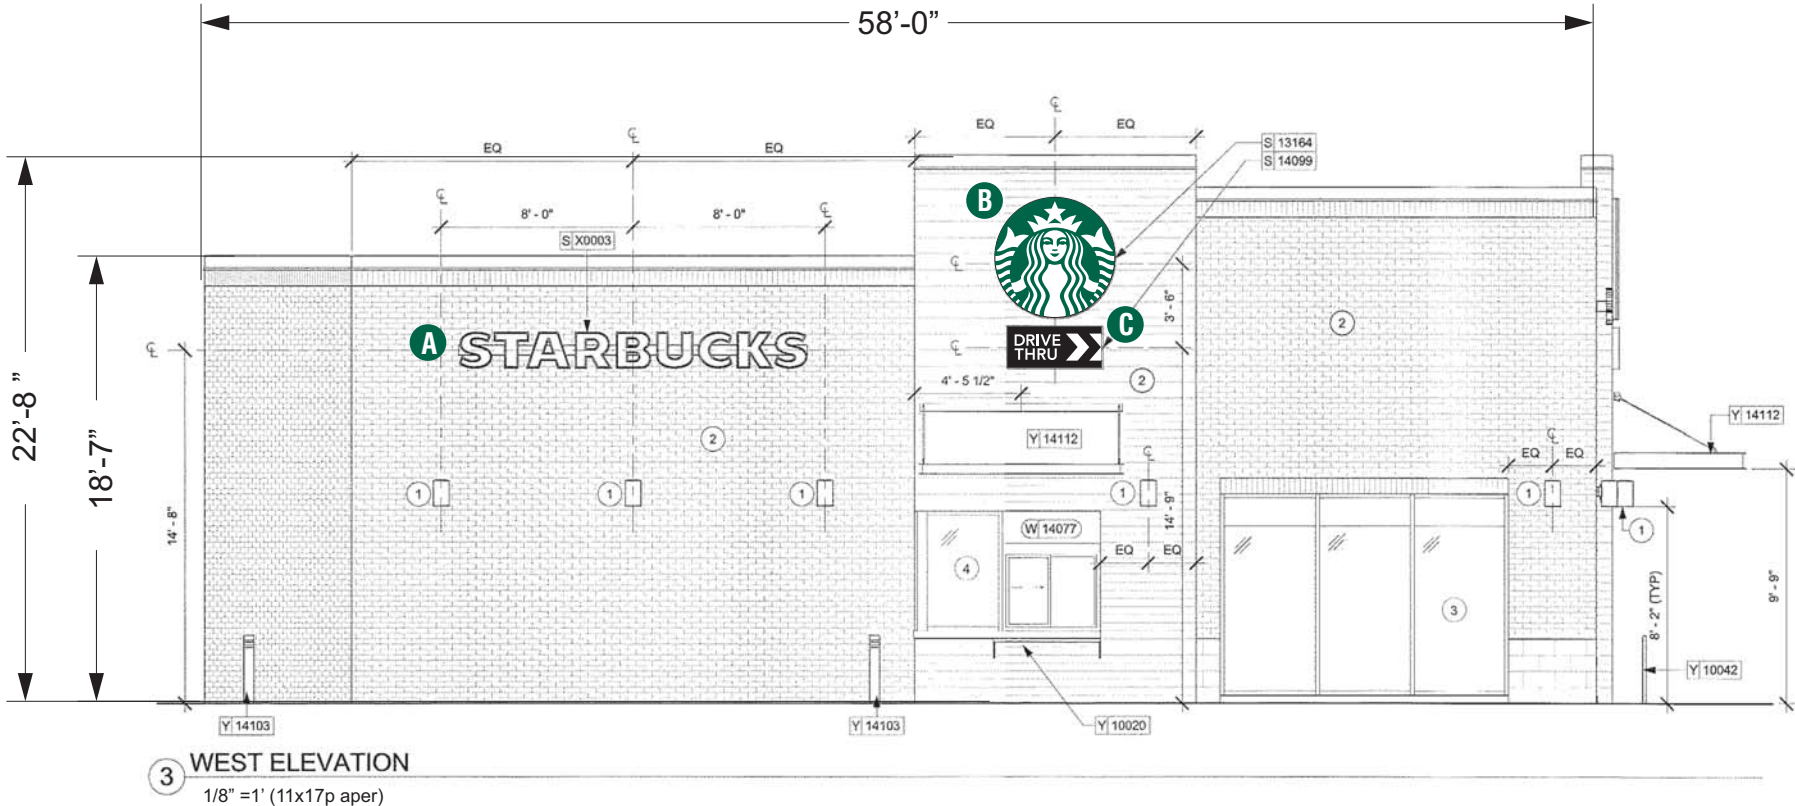 58’-0”
EQ
EQ
EQ
EQ
S 13164
S 14099
8' - 0"
8' - 0"
S X0003
B
A
STARBUCKS
C
DRIVE
THRU
3' - 6"
2
2
2
4' - 5 1/2"
22’-8 ”
18’-7”
14' - 8"
Y 14112
Y 14112
EQ
EQ
1
1
1
1
1
1
14' - 9"
W 14077
EQ
EQ
4
3
8' - 2" (TYP)
9' - 9"
Y 10042
Y 14103
Y 14103
Y 10020
3
WEST ELEVATION
1/8” =1’ (11x17p aper)